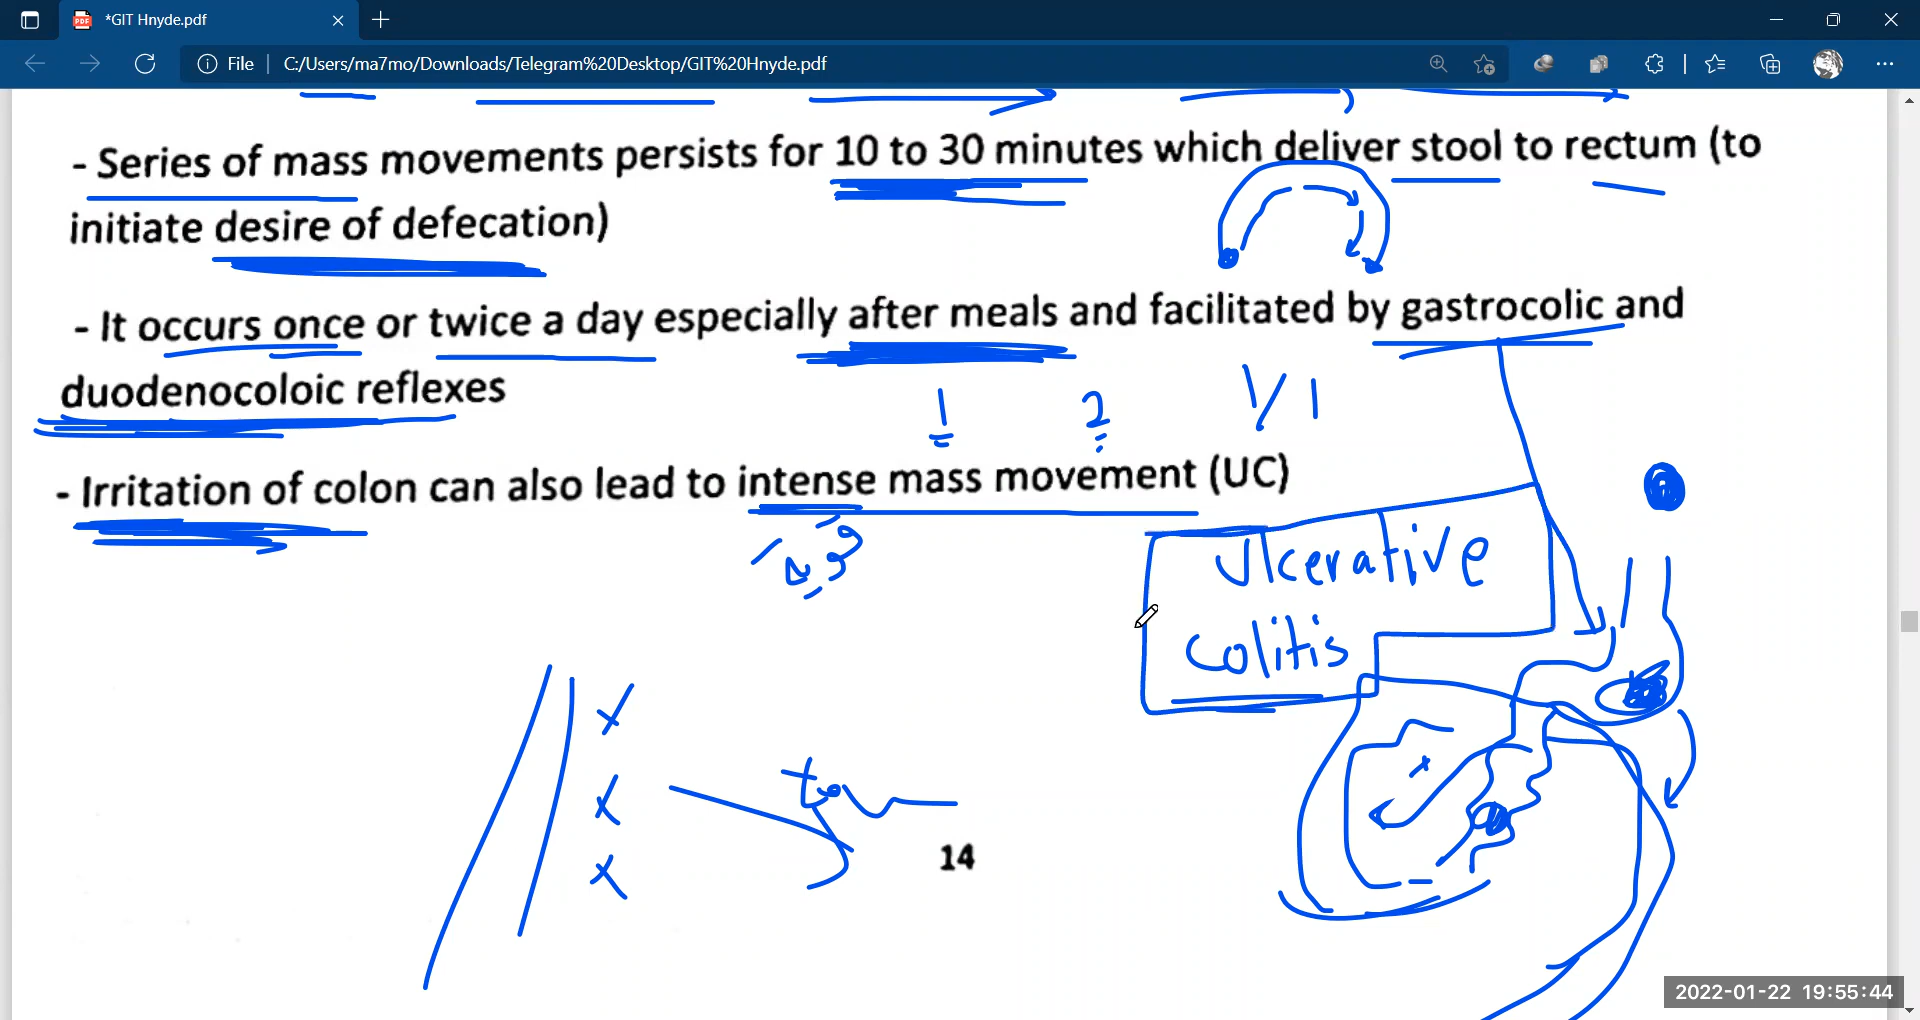 *GIT Hnyde.pdf
File
C:/Users/ma7mo/Downloads/Telegram%20Desktop/GIT%20Hnyde.pdf
- Series of mass movements persists for 10 to 30 minutes which deliver stool to rectum (to
initiate desire of defecation)
- It occurs once or twice a day especially after meals and facilitated by gastrocolic and
duodenocoloic reflexes
1 2
- Irritation of colon can also lead to intense mass movement (UC)
Ulcerative
colitis
14
2022-01-22 19:55:44